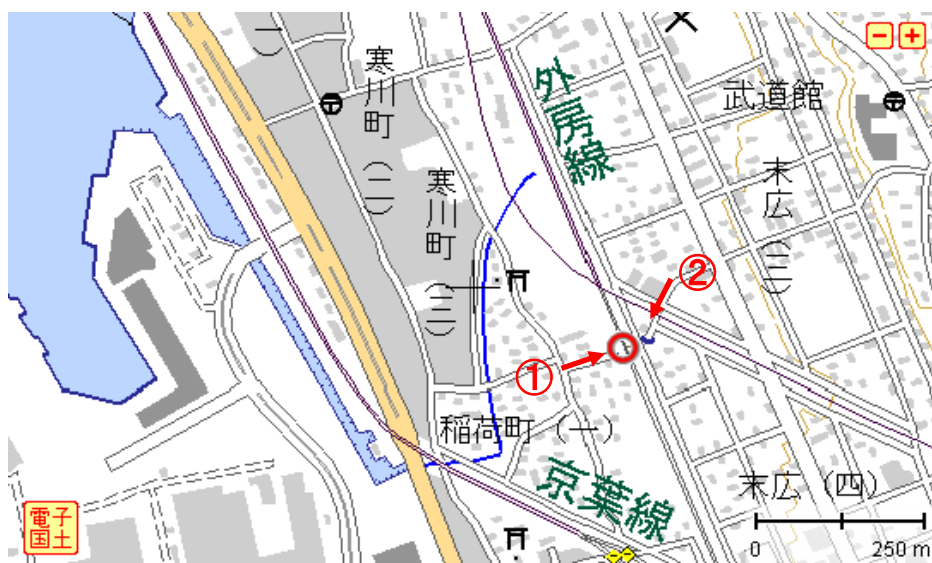 (一)
寒川町(二)
外房線
武道館
末広(三)
寒川町(三)
②
①
稲荷町(一)
京葉線
末広(四)
電子国土
0 250 m
− +